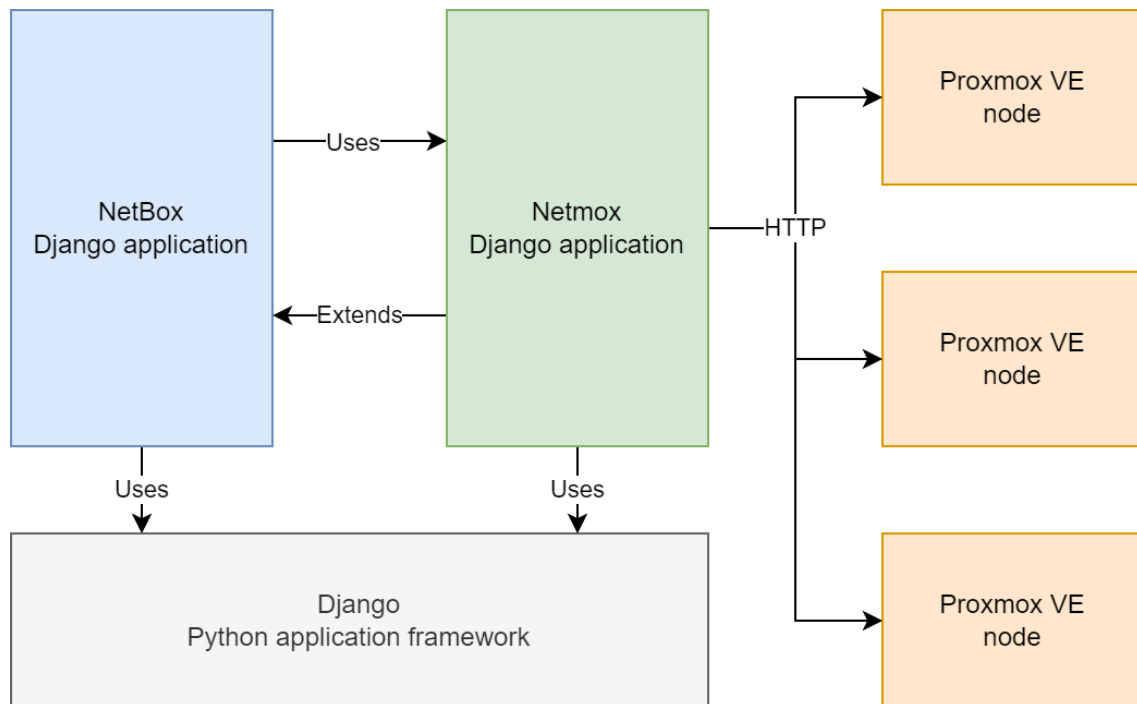 NetBox
Django application
Uses
Netmox
Django application
Extends
HTTP
Proxmox VE
node
Proxmox VE
node
Proxmox VE
node
Uses
Uses
Django
Python application framework